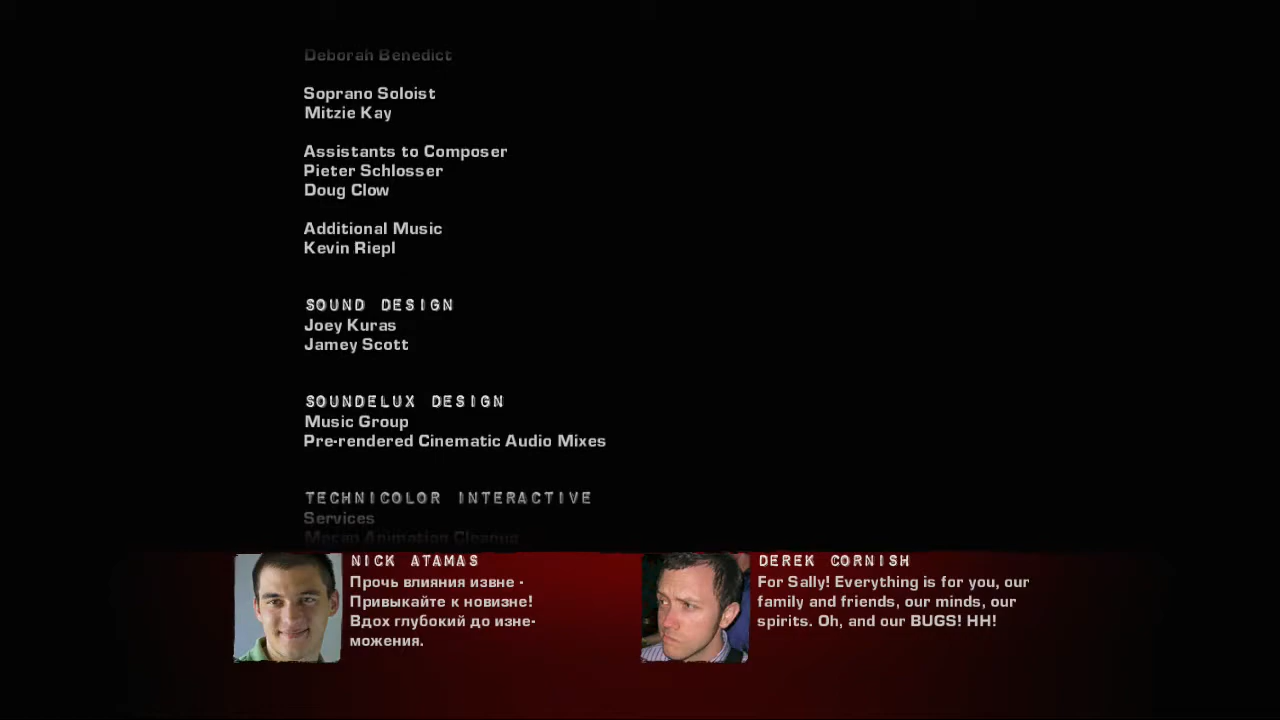 Deborah Benedict
Soprano Soloist
Mitzie Kay
Assistants to Composer
Pieter Schlosser
Doug Clow
Additional Music
Kevin Riepl
SOUND DESIGN
Joey Kuras
Jamey Scott
SOUNDELUX DESIGN
Music Group
Pre-rendered Cinematic Audio Mixes
TECHNICOLOR INTERACTIVE
Services
Mocap Animation Cleanup
NICK ATAMAS
Прочь влияния извне -
Привыкайте к новизне!
Вдох глубокий до изне-
можения.
DEREK CORNISH
For Sally! Everything is for you, our
family and friends, our minds, our
spirits. Oh, and our BUGS! HH!